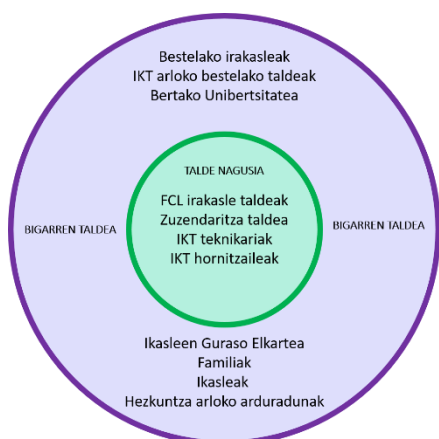 Bestelako irakasleak
IKT arloko bestelako taldeak
Bertako Unibertsitatea
TALDE NAGUSIA
FCL irakasle taldeak
Zuzendaritza taldea
IKT teknikariak
IKT hornitzaileak
BIGARREN TALDEA
BIGARREN TALDEA
Ikasleen Guraso Elkartea
Familiak
Ikasleak
Hezkuntza arloko arduradunak